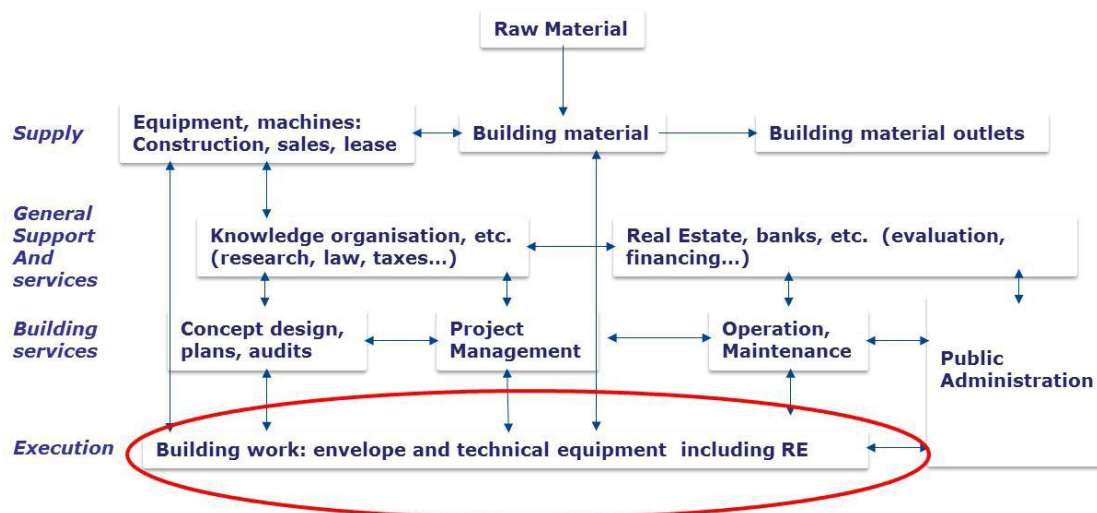 Raw Material
Supply
Equipment, machines:
Construction, sales, lease
Building material
Building material outlets
General
Support
And
services
Knowledge organisation, etc.
(research, law, taxes...)
Real Estate, banks, etc. (evaluation,
financing...)
Building
services
Concept design,
plans, audits
Project
Management
Operation,
Maintenance
Public
Administration
Execution
Building work: envelope and technical equipment including RE